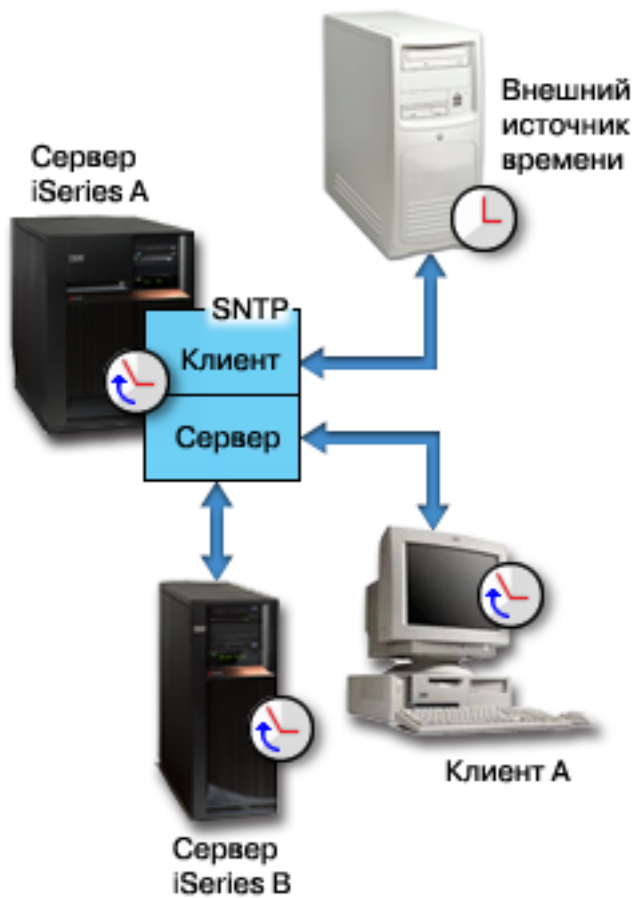 Внешний
источник
времени
Сервер
iSeries A
SNTP
Клиент
Сервер
Клиент A
Сервер
iSeries B